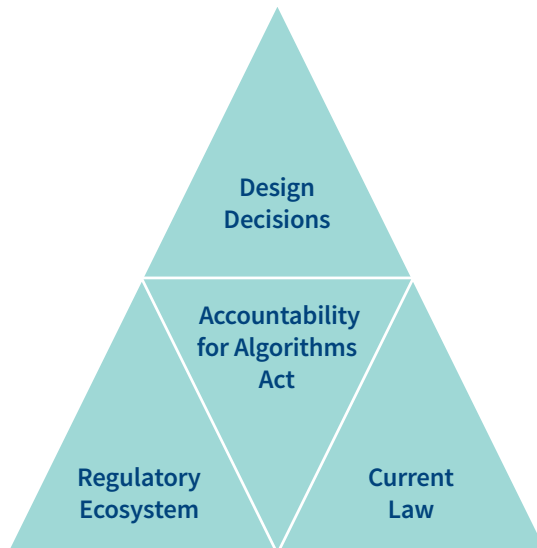 Design
Decisions
Accountability
for Algorithms
Act
Regulatory
Ecosystem
Current
Law